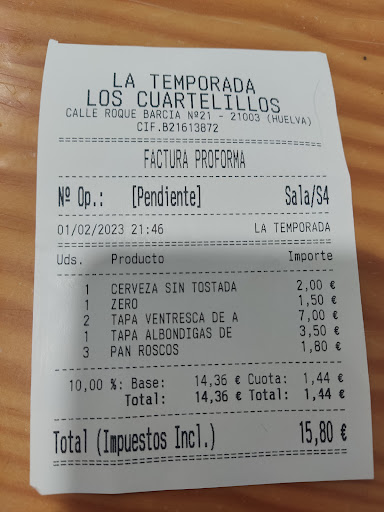 LA TEMPORADA
LOS CUARTELILLOS
CALLE ROQUE BARCIA Nº21 - 21003 (HUELVA)
CIF.B21613872
FACTURA PROFORMA
Nº Op.: [Pendiente] Sala/S4
01/02/2023 21:46 LA TEMPORADA
Uds. Producto Importe
1 CERVEZA SIN TOSTADA 2,00 €
1 ZERO 1,50 €
2 TAPA VENTRESCA DE A 7,00 €
1 TAPA ALBONDIGAS DE 3,50 €
3 PAN ROSCOS 1,80 €
10,00 %: Base: 14,36 € Cuota: 1,44 €
Total: 14,36 € Total: 1,44 €
Total (Impuestos Incl.) 15,80 €